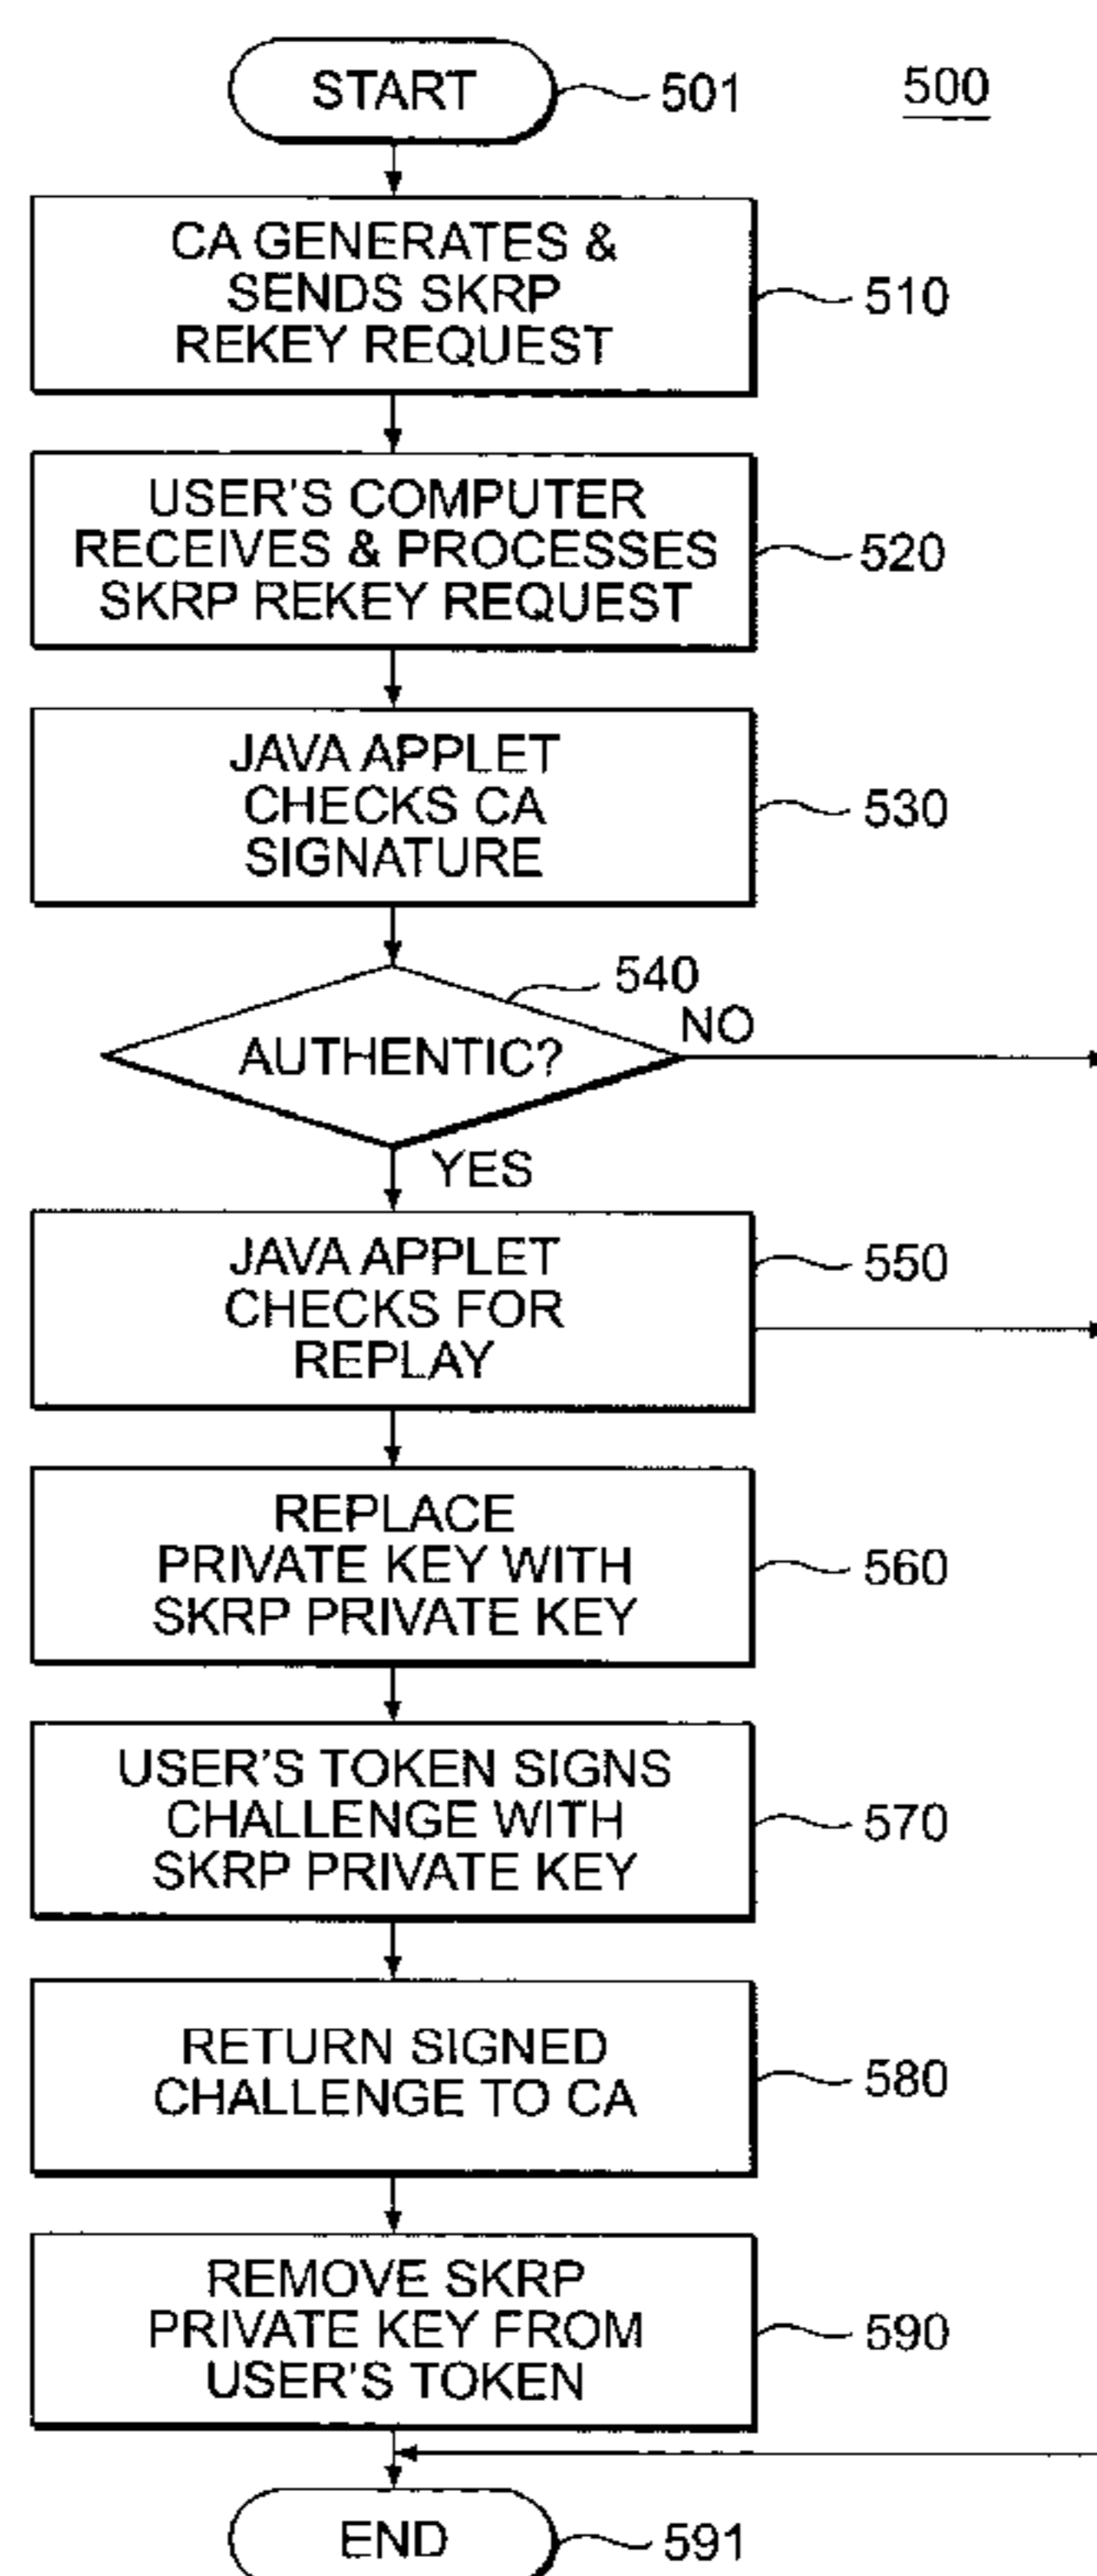 START
501
500
CA GENERATES &
SENDS SKRP
REKEY REQUEST
510
USER'S COMPUTER
RECEIVES & PROCESSES
SKRP REKEY REQUEST
520
JAVA APPLET
CHECKS CA
SIGNATURE
530
540
AUTHENTIC?
NO
YES
JAVA APPLET
CHECKS FOR
REPLAY
550
REPLACE
PRIVATE KEY WITH
SKRP PRIVATE KEY
560
USER'S TOKEN SIGNS
CHALLENGE WITH
SKRP PRIVATE KEY
570
RETURN SIGNED
CHALLENGE TO CA
580
REMOVE SKRP
PRIVATE KEY FROM
USER'S TOKEN
590
END
591